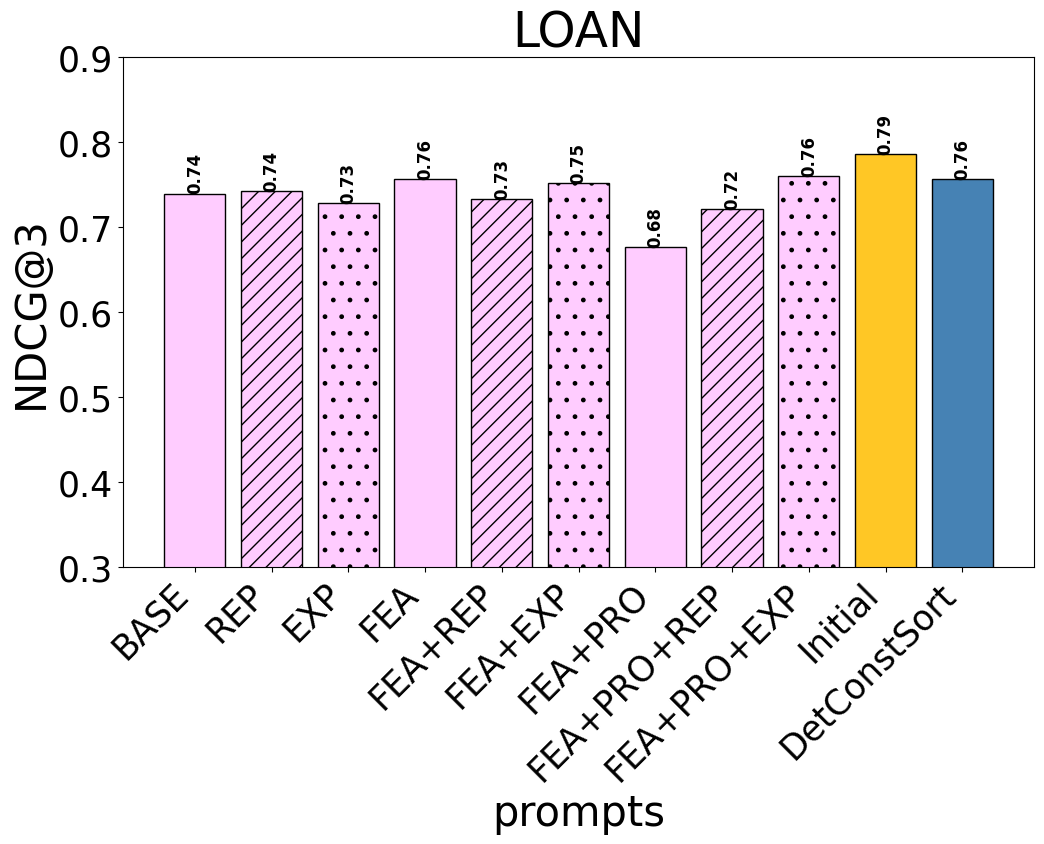 LOAN
NDCG@3
0.9
0.8
0.7
0.6
0.5
0.4
0.3
0.74
0.74
0.73
0.76
0.73
0.75
0.68
0.72
0.76
0.79
0.76
BASE
REP
EXP
FEA
FEA+REP
FEA+EXP
FEA+PRO
FEA+PRO+REP
FEA+PRO+EXP
Initial
DetConstSort
prompts